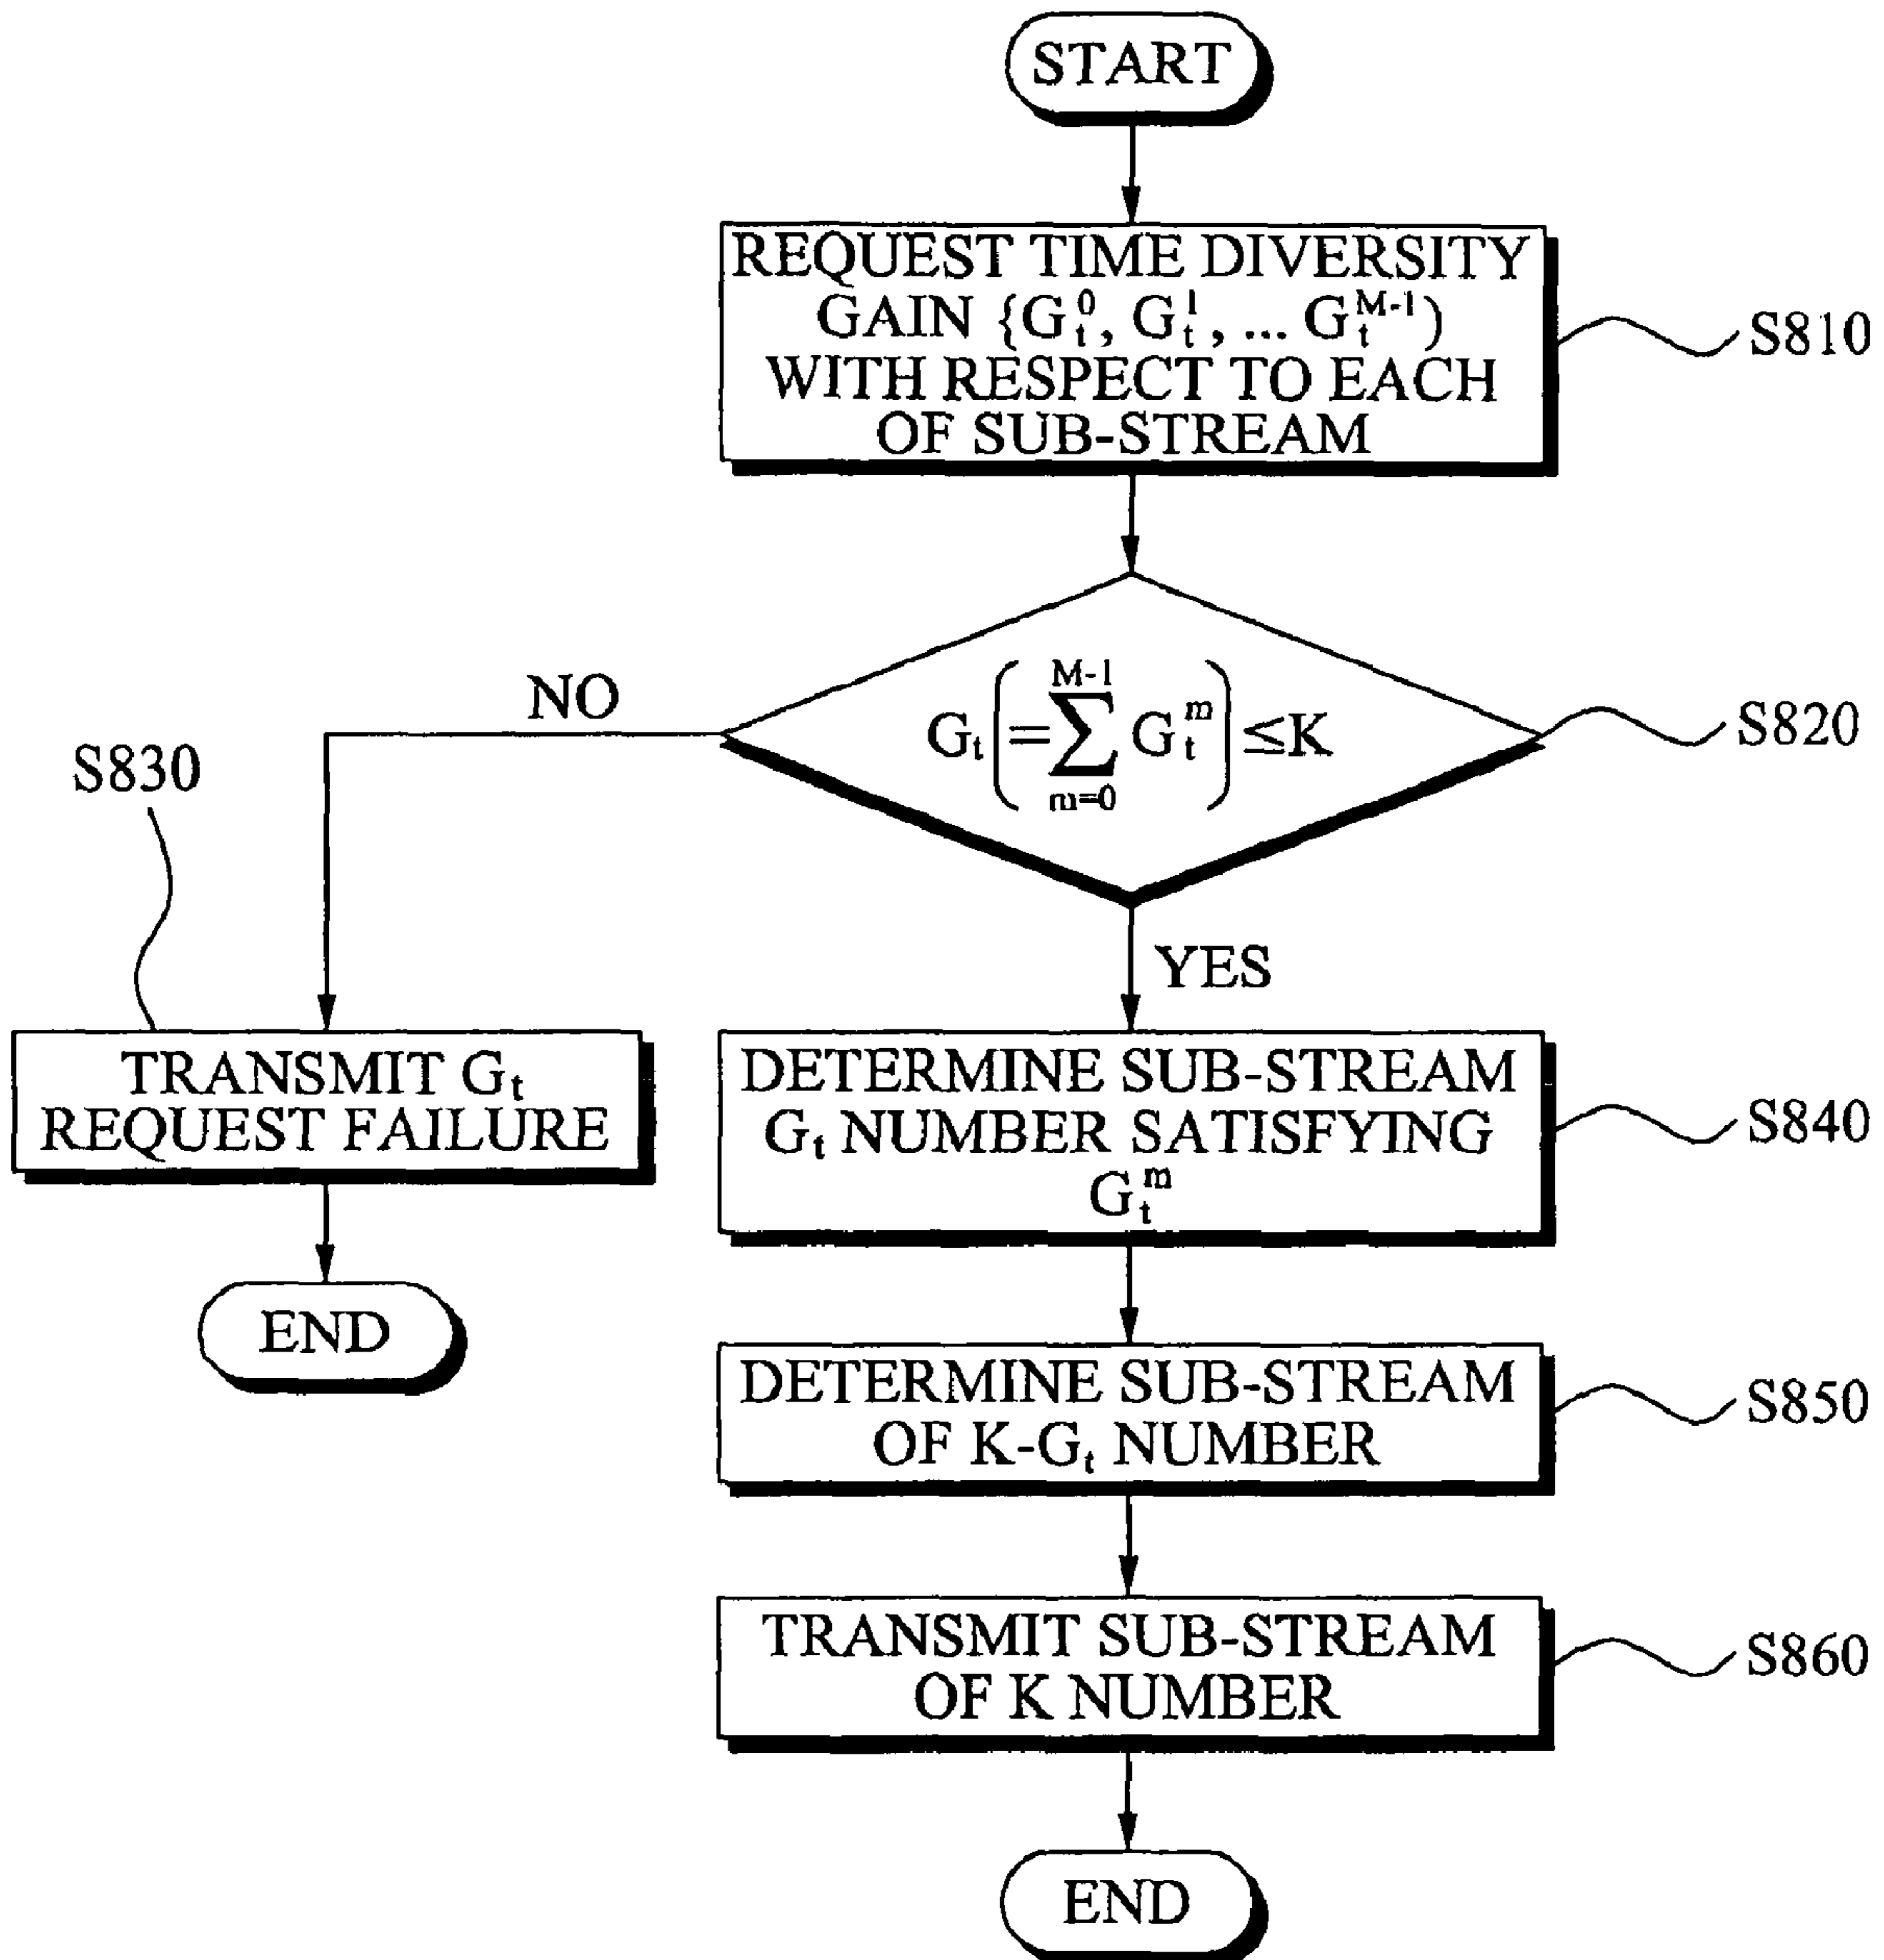 START
REQUEST TIME DIVERSITY
GAIN {G_t^0, G_t^1, ... G_t^{M-1})
WITH RESPECT TO EACH
OF SUB-STREAM
S810
G_t(=∑_{m=0}^{M-1} G_t^m)≦K
S820
NO
S830
YES
TRANSMIT G_t
REQUEST FAILURE
END
DETERMINE SUB-STREAM
G_t NUMBER SATISFYING
G_t^m
S840
DETERMINE SUB-STREAM
OF K-G_t NUMBER
S850
TRANSMIT SUB-STREAM
OF K NUMBER
S860
END